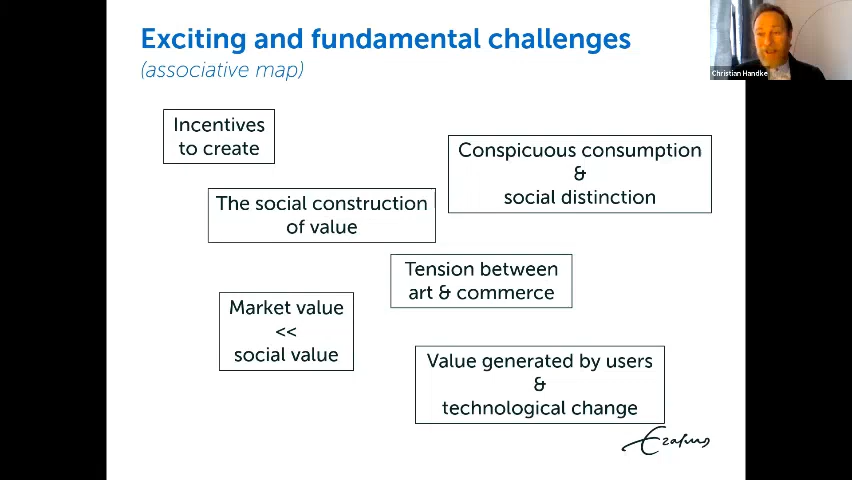 Exciting and fundamental challenges
(associative map)
Christian Handke
Incentives
to create
Conspicuous consumption
&
social distinction
The social construction
of value
Tension between
art & commerce
Market value
<<
social value
Value generated by users
&
technological change
Erasmus